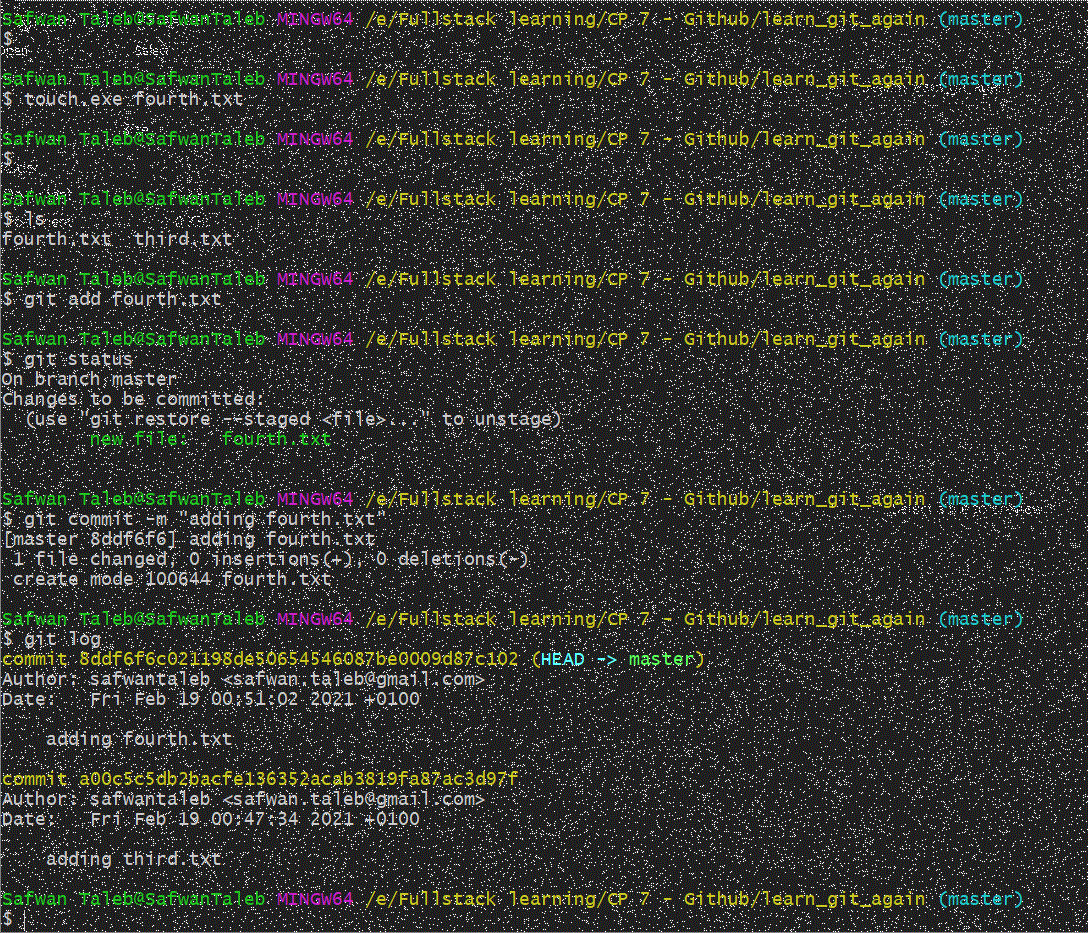 Safwan Taleb@SafwanTaleb MINGW64 /e/Fullstack learning/CP 7 - Github/learn_git_again (master)
$
Select
Safwan Taleb@SafwanTaleb MINGW64 /e/Fullstack learning/CP 7 - Github/learn_git_again (master)
$ touch.exe fourth.txt
Safwan Taleb@SafwanTaleb MINGW64 /e/Fullstack learning/CP 7 - Github/learn_git_again (master)
$
Safwan Taleb@SafwanTaleb MINGW64 /e/Fullstack learning/CP 7 - Github/learn_git_again (master)
$ ls
fourth.txt  third.txt
Safwan Taleb@SafwanTaleb MINGW64 /e/Fullstack learning/CP 7 - Github/learn_git_again (master)
$ git add fourth.txt
Safwan Taleb@SafwanTaleb MINGW64 /e/Fullstack learning/CP 7 - Github/learn_git_again (master)
$ git status
On branch master
Changes to be committed:
  (use "git restore --staged <file>..." to unstage)
        new file:   fourth.txt
Safwan Taleb@SafwanTaleb MINGW64 /e/Fullstack learning/CP 7 - Github/learn_git_again (master)
$ git commit -m "adding fourth.txt"
[master 8ddf6f6] adding fourth.txt
 1 file changed, 0 insertions(+), 0 deletions(-)
 create mode 100644 fourth.txt
Safwan Taleb@SafwanTaleb MINGW64 /e/Fullstack learning/CP 7 - Github/learn_git_again (master)
$ git log
commit 8ddf6f6c021198de50654546087be0009d87c102 (HEAD -> master)
Author: safwantaleb <safwan.taleb@gmail.com>
Date:   Fri Feb 19 00:51:02 2021 +0100
    adding fourth.txt
commit a00c5c5db2bacfe136352acab3819fa87ac3d97f
Author: safwantaleb <safwan.taleb@gmail.com>
Date:   Fri Feb 19 00:47:34 2021 +0100
    adding third.txt
Safwan Taleb@SafwanTaleb MINGW64 /e/Fullstack learning/CP 7 - Github/learn_git_again (master)
$